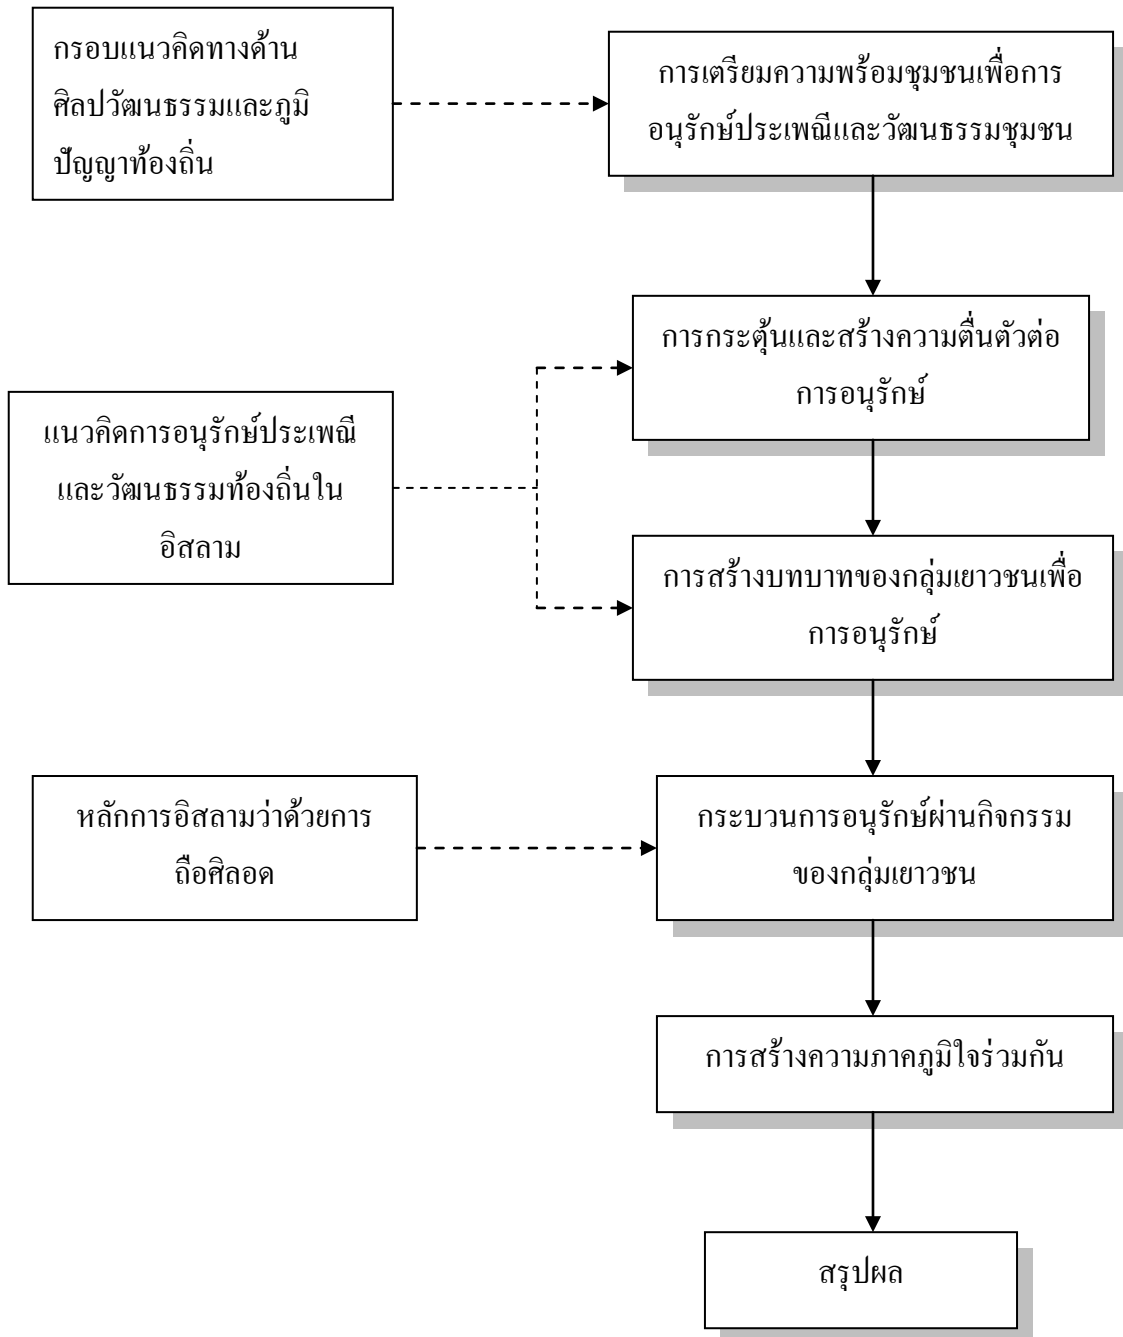 กรอบแนวคิดทางด้าน
ศิลปวัฒนธรรมและภูมิ
ปัญญาท้องถิ่น
การเตรียมความพร้อมชุมชนเพื่อการ
อนุรักษ์ประเพณีและวัฒนธรรมชุมชน
การกระตุ้นและสร้างความตื่นตัวต่อ
การอนุรักษ์
แนวคิดการอนุรักษ์ประเพณี
และวัฒนธรรมท้องถิ่นใน
อิสลาม
การสร้างบทบาทของกลุ่มเยาวชนเพื่อ
การอนุรักษ์
หลักการอิสลามว่าด้วยการ
ถือศิลอด
กระบวนการอนุรักษ์ผ่านกิจกรรม
ของกลุ่มเยาวชน
การสร้างความภาคภูมิใจร่วมกัน
สรุปผล